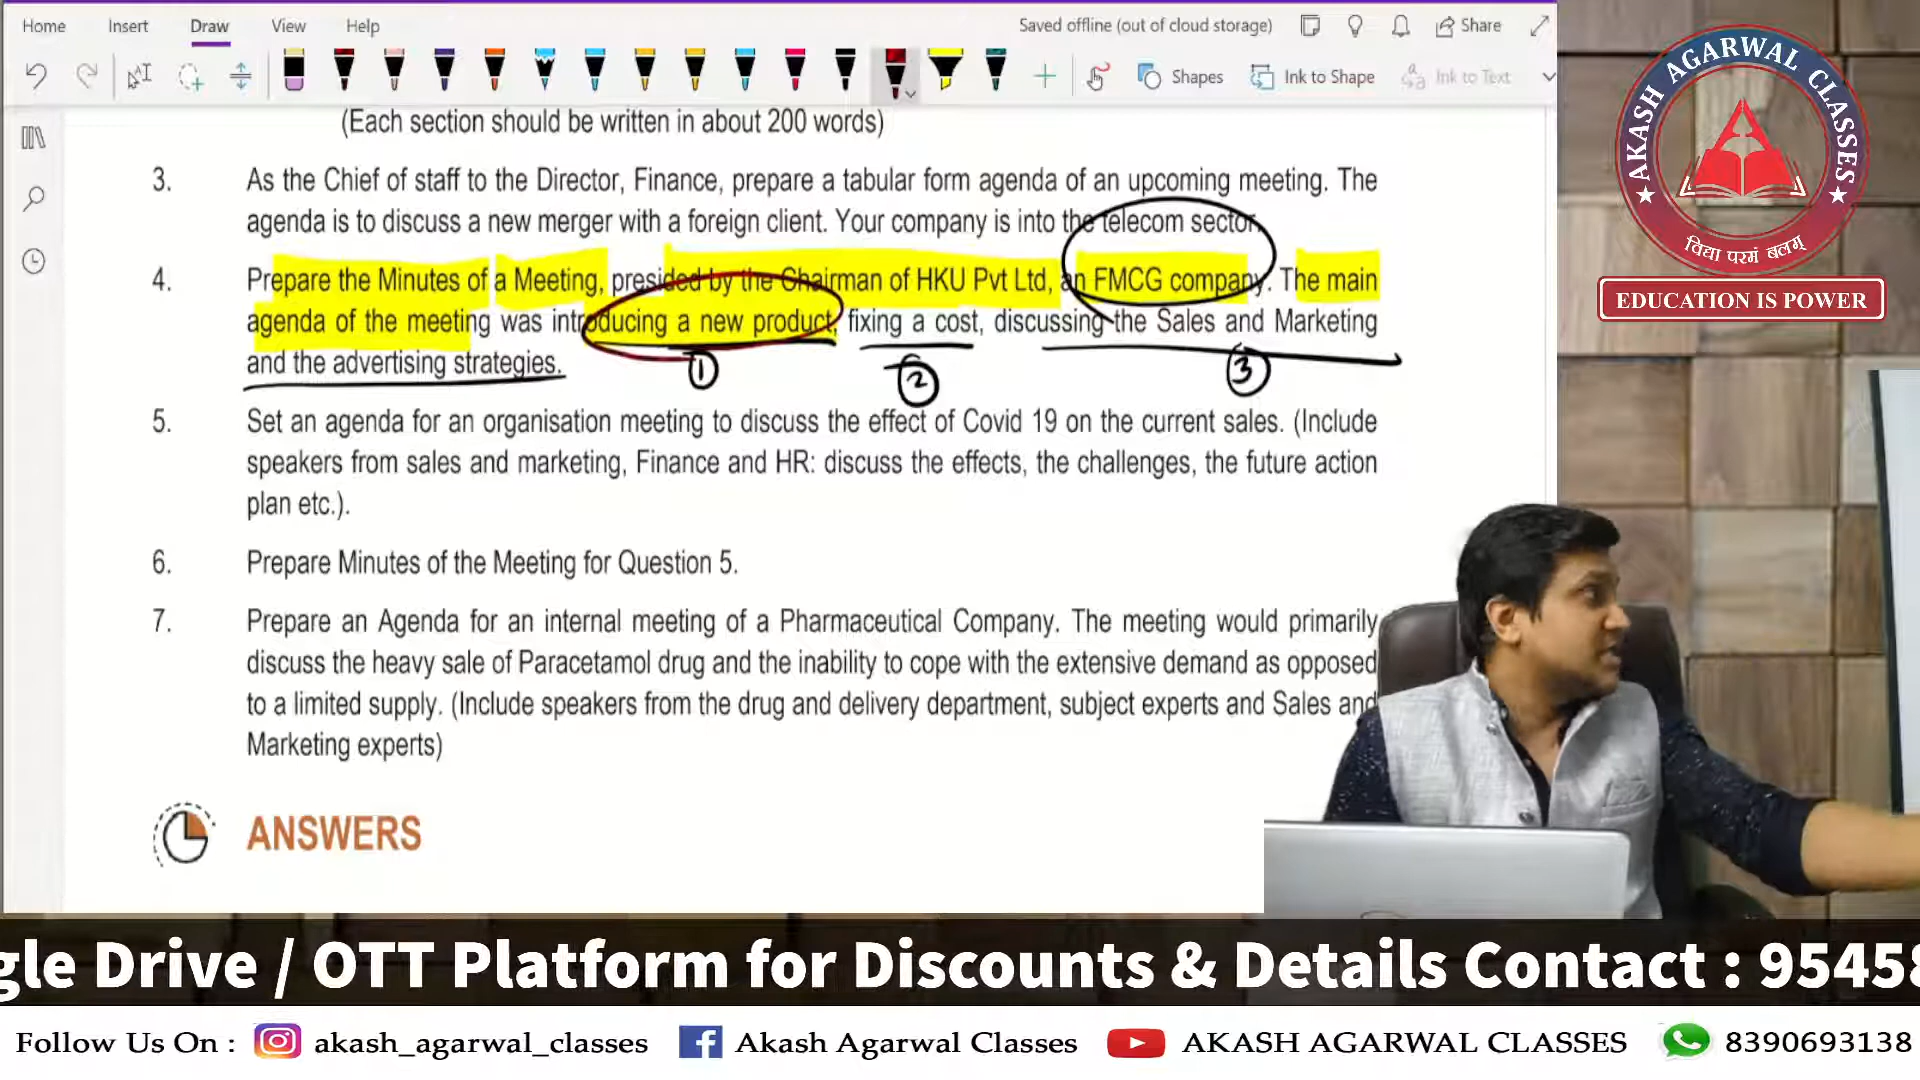 Home Insert Draw View Help
Saved offline (out of cloud storage) Share
Shapes Ink to Shape Ink to Text
(Each section should be written in about 200 words)
3. As the Chief of staff to the Director, Finance, prepare a tabular form agenda of an upcoming meeting. The
agenda is to discuss a new merger with a foreign client. Your company is into the telecom sector.
4. Prepare the Minutes of a Meeting, presided by the Chairman of HKU Pvt Ltd, an FMCG company. The main
agenda of the meeting was introducing a new product, fixing a cost, discussing the Sales and Marketing
and the advertising strategies.
1 2 3
5. Set an agenda for an organisation meeting to discuss the effect of Covid 19 on the current sales. (Include
speakers from sales and marketing, Finance and HR: discuss the effects, the challenges, the future action
plan etc.).
6. Prepare Minutes of the Meeting for Question 5.
7. Prepare an Agenda for an internal meeting of a Pharmaceutical Company. The meeting would primarily
discuss the heavy sale of Paracetamol drug and the inability to cope with the extensive demand as opposed
to a limited supply. (Include speakers from the drug and delivery department, subject experts and Sales and
Marketing experts)
ANSWERS
AKASH AGARWAL CLASSES
विद्या परमं बलम्
EDUCATION IS POWER
gle Drive / OTT Platform for Discounts & Details Contact : 95458
Follow Us On : akash_agarwal_classes Akash Agarwal Classes AKASH AGARWAL CLASSES 8390693138